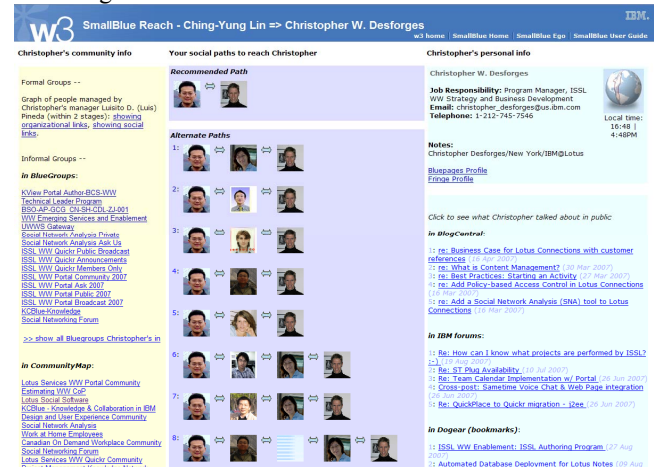 IBM.
w3
SmallBlue Reach - Ching-Yung Lin => Christopher W. Desforges
w3 home | SmallBlue Home | SmallBlue Ego | SmallBlue User Guide
Christopher's community info
Formal Groups --
Graph of people managed by
Christopher's manager Luisito D. (Luis)
Pineda (within 2 stages): showing
organizational links, showing social
links.
Informal Groups --
in BlueGroups:
KView Portal Author-BCS-WW
Technical Leader Program
BSO-AP-GCG_CN-SH-CDL-ZJ-001
WW Emerging Services and Enablement
UWWS Gateway
Social Network Analysis Private
Social Network Analysis Ask Us
ISSL WW Quickr Public Broadcast
ISSL WW Quickr Announcements
ISSL WW Quickr Members Only
ISSL WW Portal Community 2007
ISSL WW Portal Ask 2007
ISSL WW Portal Public 2007
ISSL WW Portal Broadcast 2007
KCBlue-Knowledge
Social Networking Forum
>> show all Bluegroups Christopher's in
in CommunityMap:
Lotus Services WW Portal Community
Estimating WW CoP
Lotus Social Software
KCBlue - Knowledge & Collaboration in IBM
Design and User Experience Community
Social Network Analysis
Work at Home Employees
Canadian On Demand Workplace Community
Social Networking Forum
Lotus Services WW Quickr Community
Your social paths to reach Christopher
Recommended Path
Alternate Paths
1:
2:
3:
4:
5:
6:
7:
8:
Christopher's personal info
Christopher W. Desforges
Job Responsibility: Program Manager, ISSL
WW Strategy and Business Development
Email: christopher_desforges@us.ibm.com
Telephone: 1-212-745-7546
Local time:
16:48 |
4:48PM
Notes:
Christopher Desforges/New York/IBM@Lotus
Bluepages Profile
Fringe Profile
Click to see what Christopher talked about in public
in BlogCentral:
1: re: Business Case for Lotus Connections with customer
references (16 Apr 2007)
2: re: What is Content Management? (30 Mar 2007)
3: re: Best Practices: Starting an Activity (27 Mar 2007)
4: re: Add Policy-based Access Control in Lotus Connections
(16 Mar 2007)
5: re: Add a Social Network Analysis (SNA) tool to Lotus
Connections (16 Mar 2007)
in IBM forums:
1: Re: How can I know what projects are performed by ISSL?
:-) (19 Aug 2007)
2: Re: ST Plug Availability (19 Jul 2007)
3: Re: Team Calendar Implementation w/ Portal (26 Jun 2007)
4: Cross-post: Sametime Voice Chat & Web Page integration
(26 Jun 2007)
5: Re: QuickPlace to Quickr migration - j2ee (26 Jun 2007)
in Dogear (bookmarks):
1: ISSL WW Enablement: ISSL Authoring Program (27 Aug
2007)
2: Automated Database Deployment for Lotus Notes (09 Aug